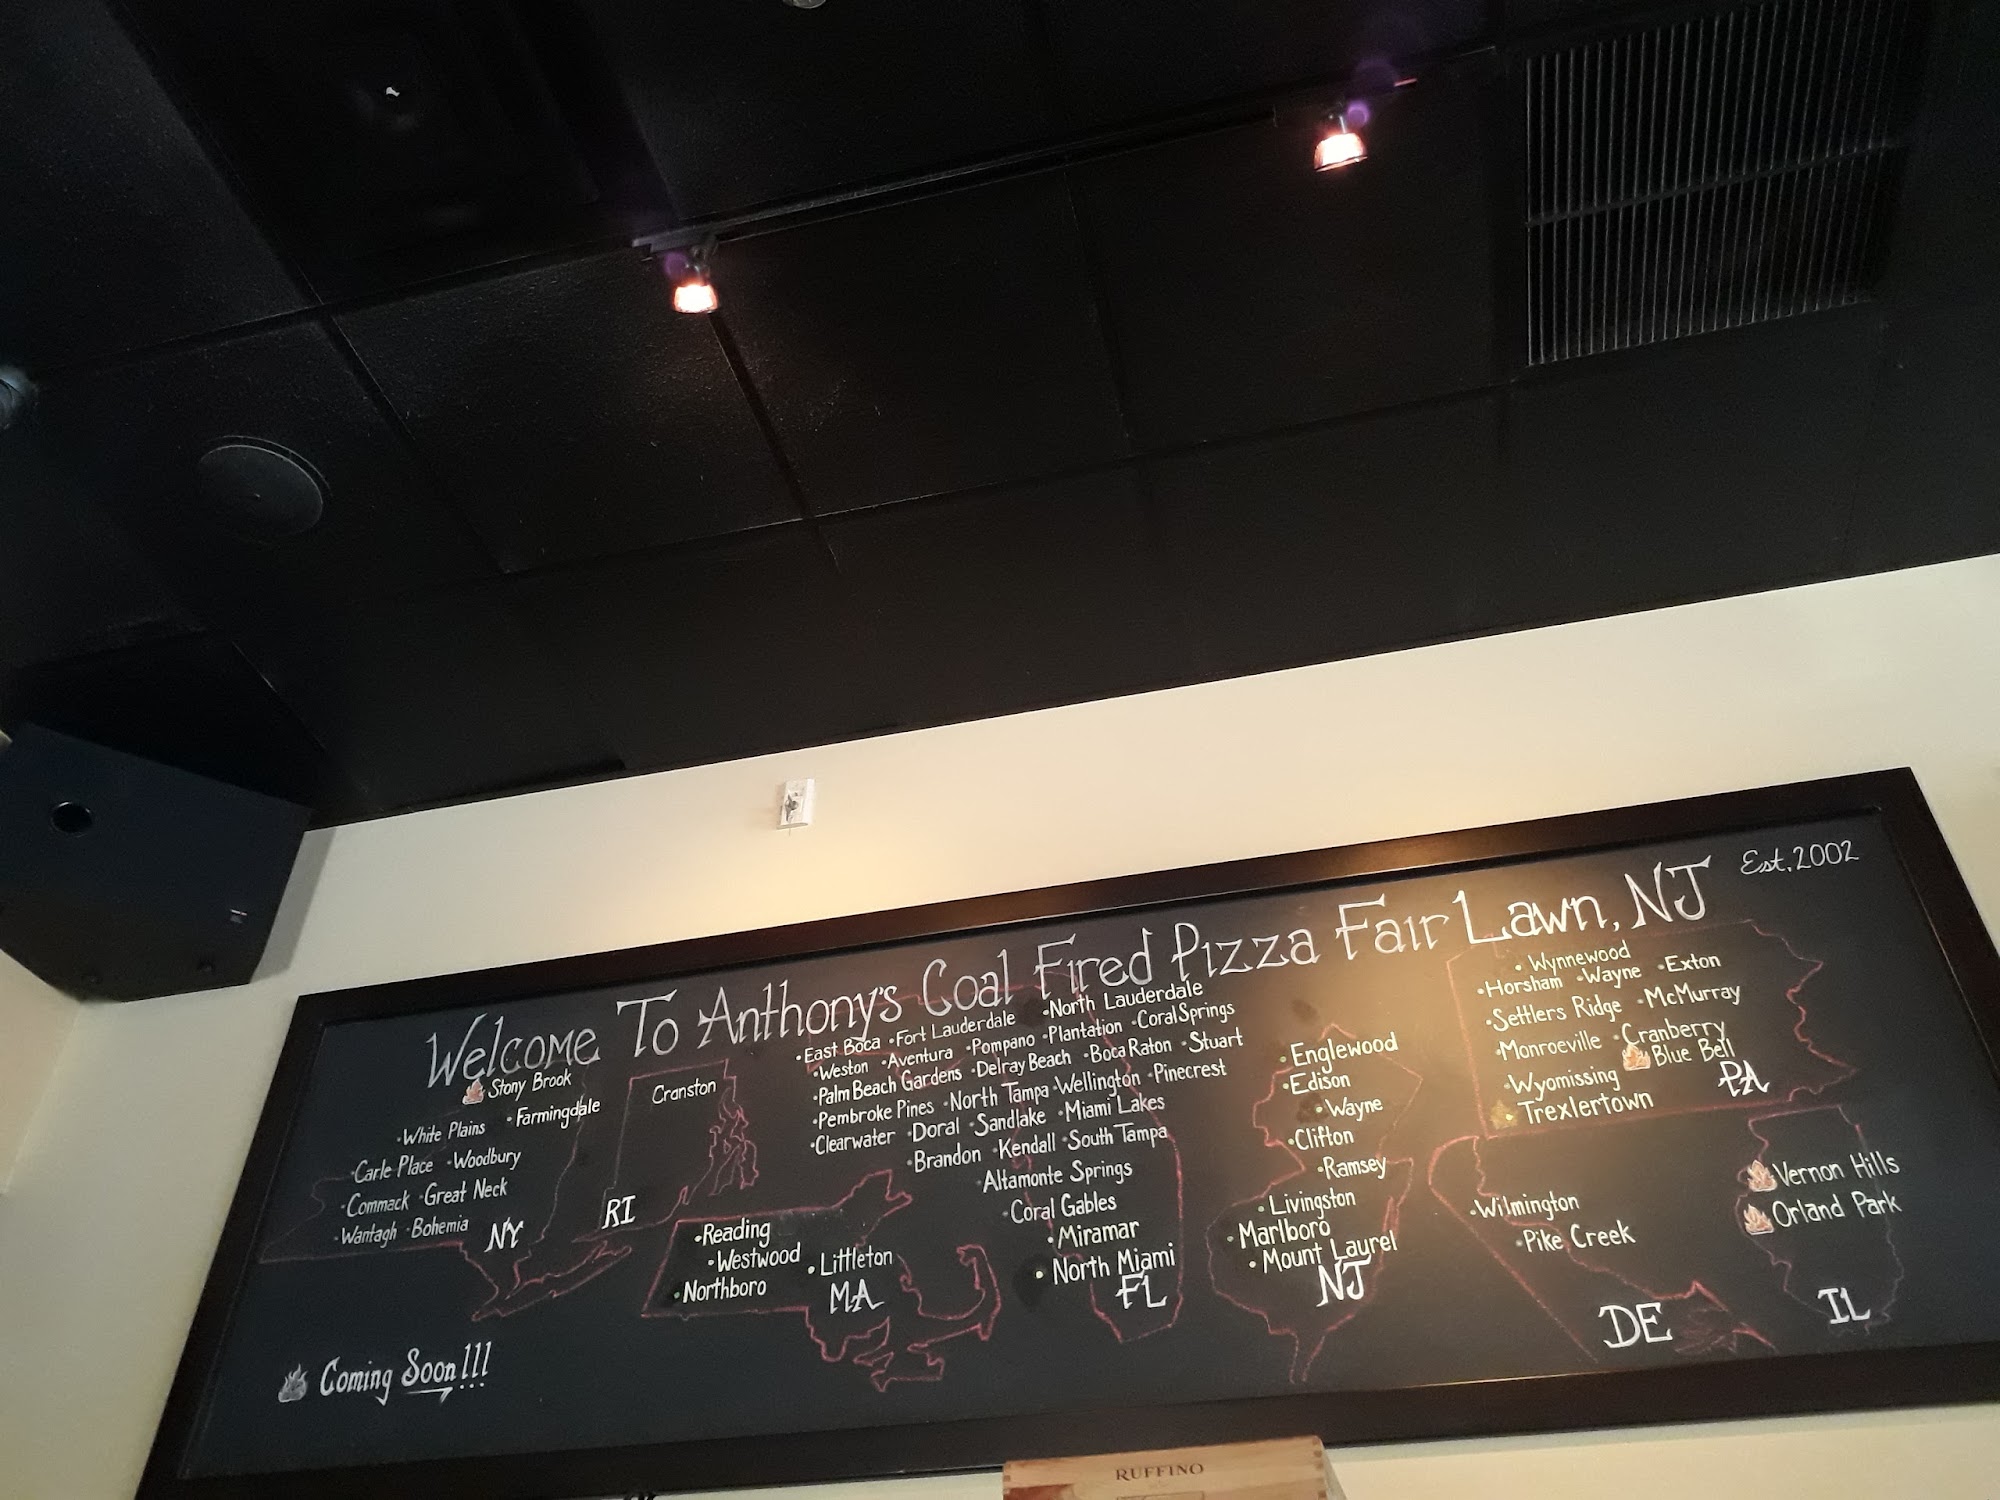 Welcome To Anthony's Coal Fired Pizza Fair Lawn, NJ
Est. 2002
Stony Brook
•White Plains •Farmingdale
•Carle Place •Woodbury
•Commack •Great Neck
•Wantagh •Bohemia
NY
Cranston
RI
•Reading
•Westwood •Littleton
•Northboro
MA
•East Boca •Fort Lauderdale •North Lauderdale
•Weston •Aventura •Pompano •Plantation •Coral Springs
•Palm Beach Gardens •Delray Beach •Boca Raton •Stuart
•Pembroke Pines •North Tampa •Wellington •Pinecrest
•Clearwater •Doral •Sandlake •Miami Lakes
•Brandon •Kendall •South Tampa
•Altamonte Springs
•Coral Gables
•Miramar
•North Miami
FL
•Englewood
•Edison
•Wayne
•Clifton
•Ramsey
•Livingston
•Marlboro
•Mount Laurel
NJ
•Wynnewood
•Horsham •Wayne •Exton
•Settlers Ridge •McMurray
•Monroeville •Cranberry
Blue Bell
•Wyomissing
•Trexlertown
PA
•Wilmington
•Pike Creek
DE
Vernon Hills
Orland Park
IL
Coming Soon!!!
RUFFINO